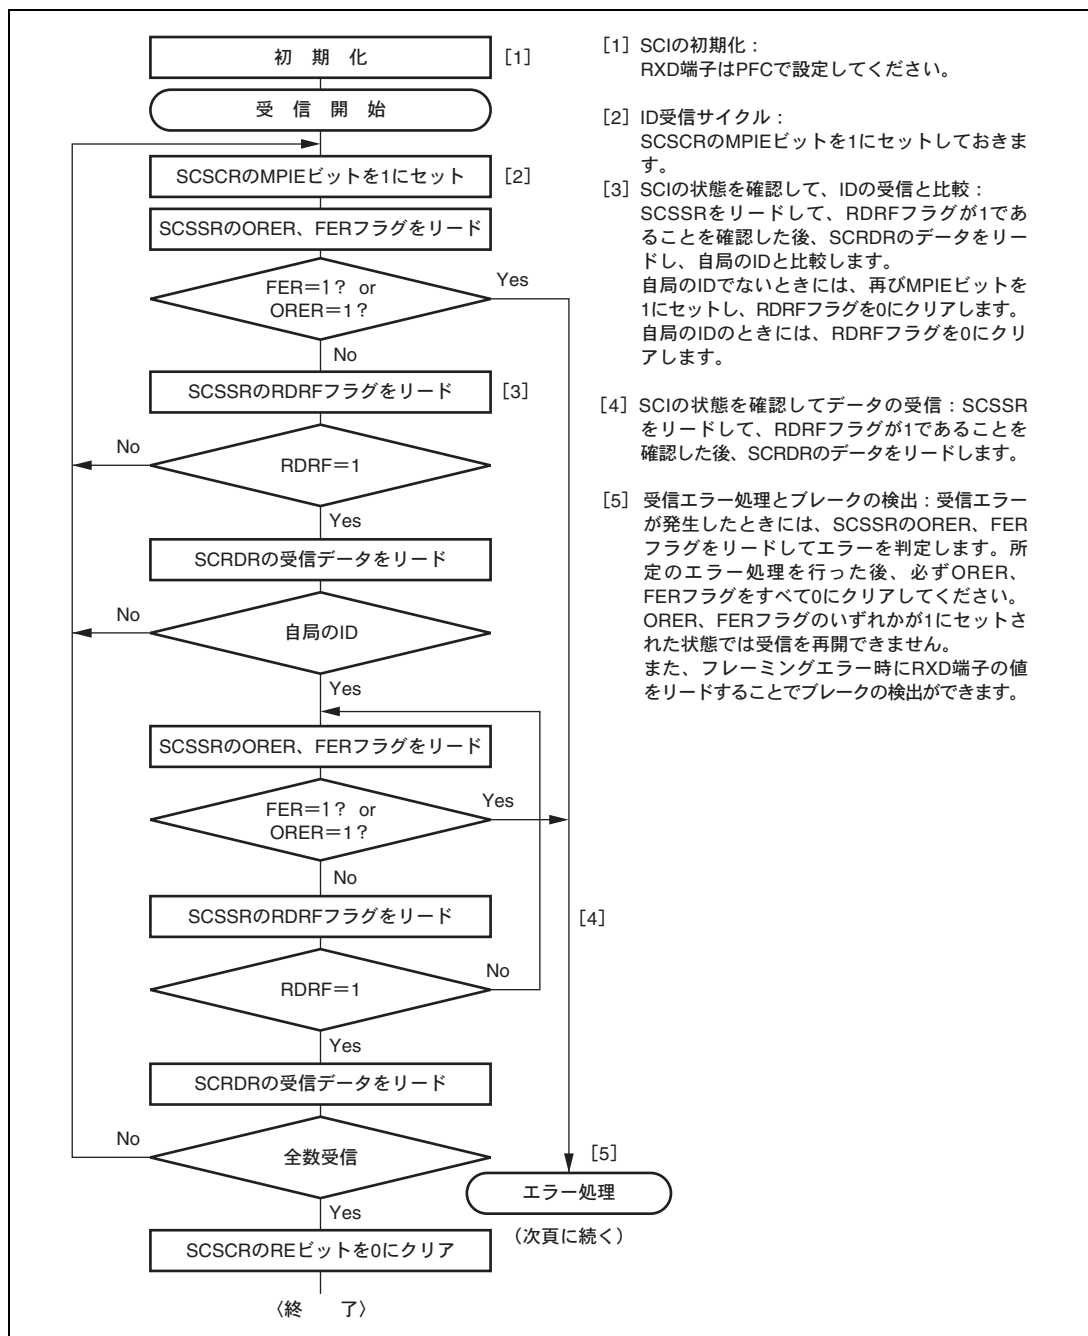 初 期 化 [1]
受 信 開 始
SCSCRのMPIEビットを1にセット [2]
SCSSRのORER、FERフラグをリード
FER=1? or
ORER=1?
Yes
No
SCSSRのRDRFフラグをリード [3]
No
RDRF=1
Yes
SCRDRの受信データをリード
No
自局のID
Yes
SCSSRのORER、FERフラグをリード
FER=1? or
ORER=1?
Yes
No
SCSSRのRDRFフラグをリード
[4]
RDRF=1
No
Yes
SCRDRの受信データをリード
No
全数受信
[5]
エラー処理
Yes
(次頁に続く)
SCSCRのREビットを0にクリア
〈終 了〉
[1] SCIの初期化:
RXD端子はPFCで設定してください。
[2] ID受信サイクル:
SCSCRのMPIEビットを1にセットしておきま
す。
[3] SCIの状態を確認して、IDの受信と比較:
SCSSRをリードして、RDRFフラグが1であ
ることを確認した後、SCRDRのデータをリー
ドし、自局のIDと比較します。
自局のIDでないときには、再びMPIEビットを
1にセットし、RDRFフラグを0にクリアします。
自局のIDのときには、RDRFフラグを0にクリ
アします。
[4] SCIの状態を確認してデータの受信:SCSSR
をリードして、RDRFフラグが1であることを
確認した後、SCRDRのデータをリードします。
[5] 受信エラー処理とブレークの検出:受信エラー
が発生したときには、SCSSRのORER、FER
フラグをリードしてエラーを判定します。所
定のエラー処理を行った後、必ずORER、
FERフラグをすべて0にクリアしてください。
ORER、FERフラグのいずれかが1にセットさ
れた状態では受信を再開できません。
また、フレーミングエラー時にRXD端子の値
をリードすることでブレークの検出ができます。